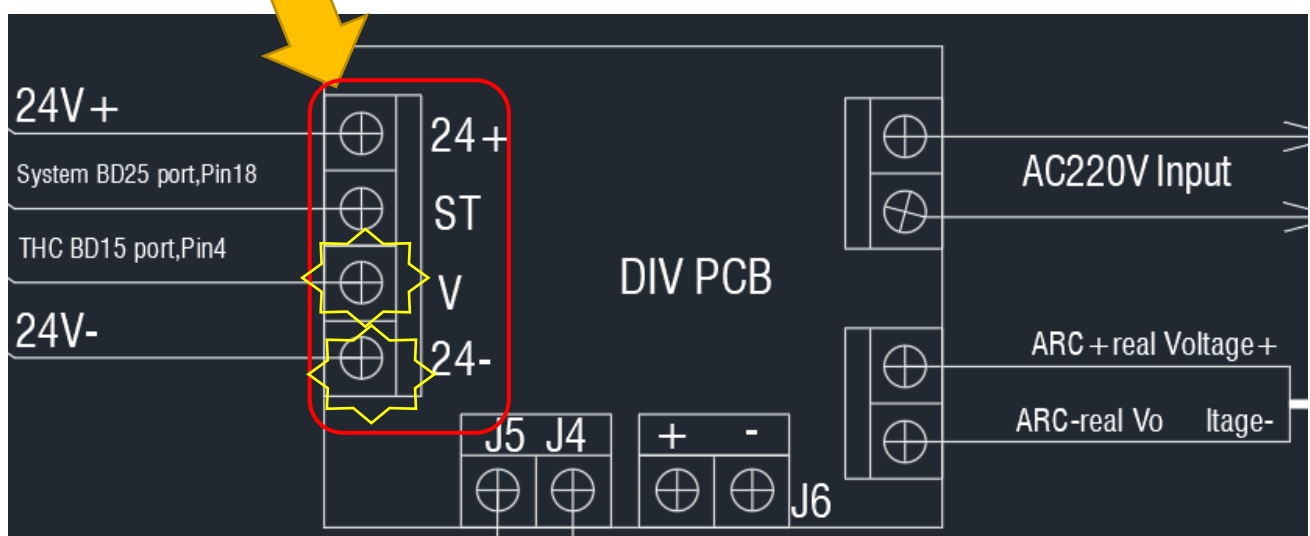 24V+
24+
System BD25 port,Pin18
ST
THC BD15 port,Pin4
V
24V-
24-
DIV PCB
AC220V Input
ARC+real Voltage+
ARC-real Vo ltage-
J5 J4
+ -
J6